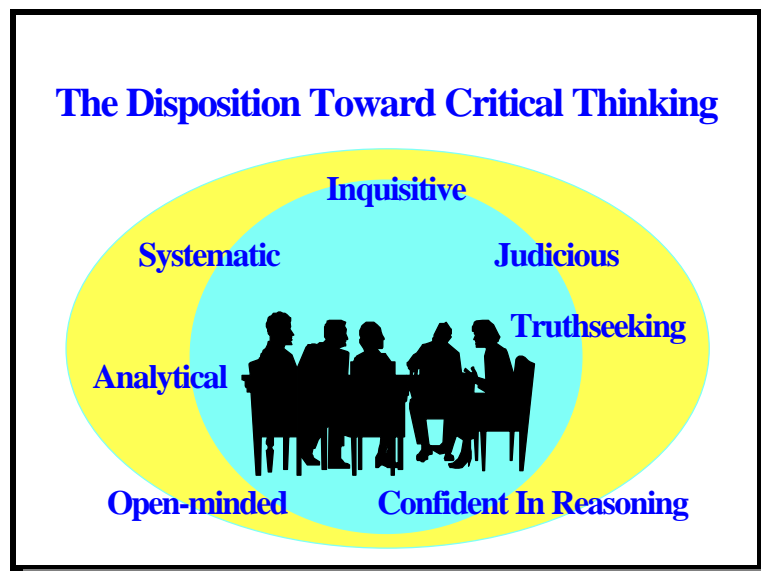 The Disposition Toward Critical Thinking
Inquisitive
Systematic
Judicious
Truthseeking
Analytical
Open-minded
Confident In Reasoning